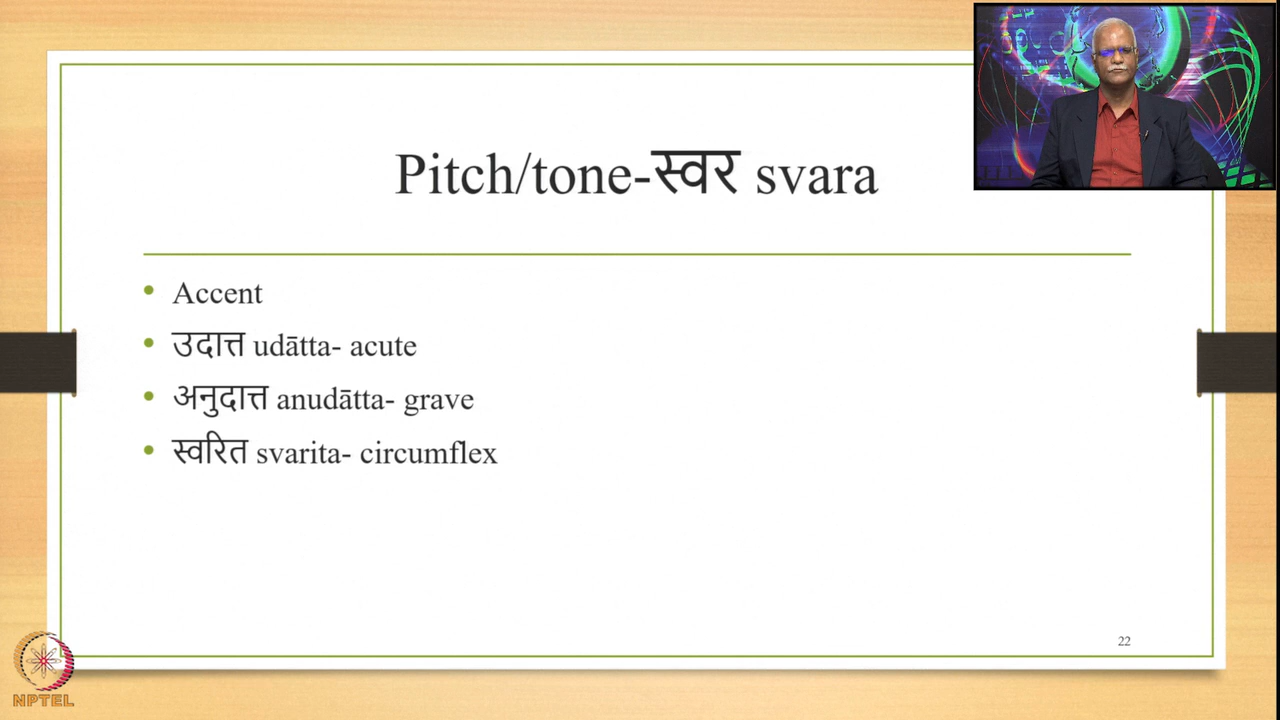 Pitch/tone-स्वर svara
Accent
उदात्त udātta- acute
अनुदात्त anudātta- grave
स्वरित svarita- circumflex
22
NPTEL